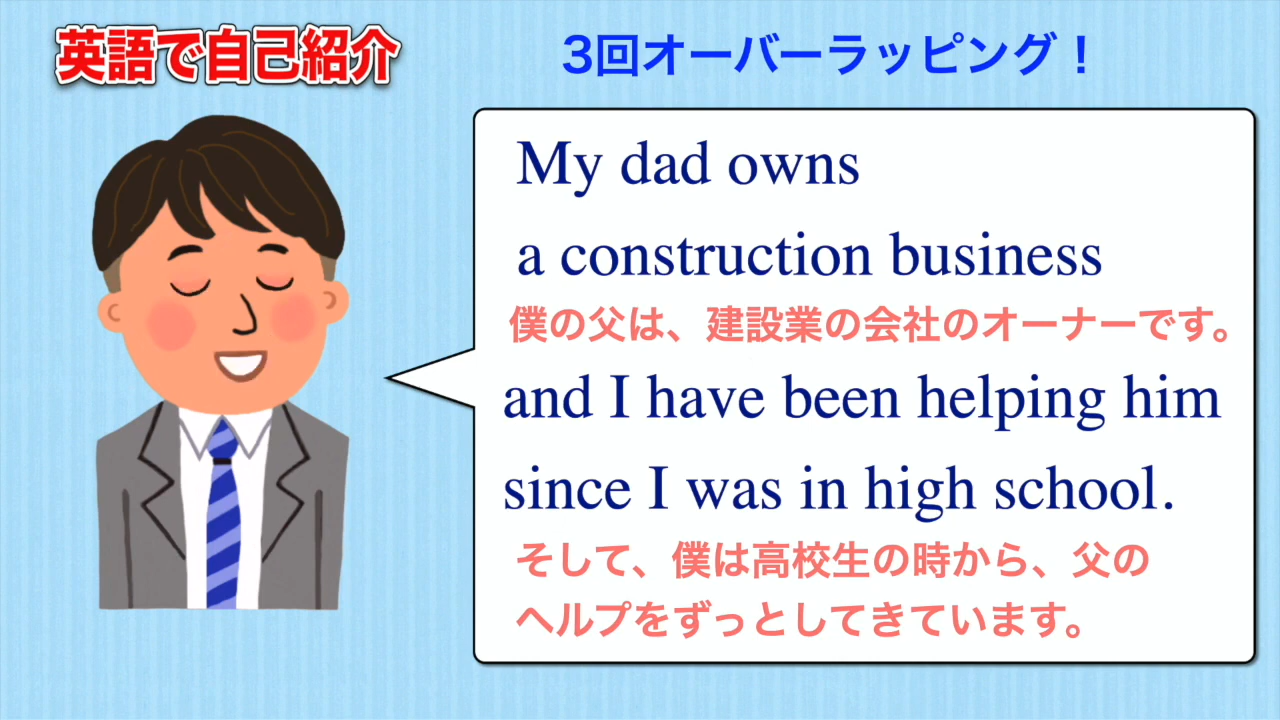 英語で自己紹介
3回オーバーラッピング！
My dad owns
a construction business
僕の父は、建設業の会社のオーナーです。
and I have been helping him
since I was in high school.
そして、僕は高校生の時から、父の
ヘルプをずっとしてきています。